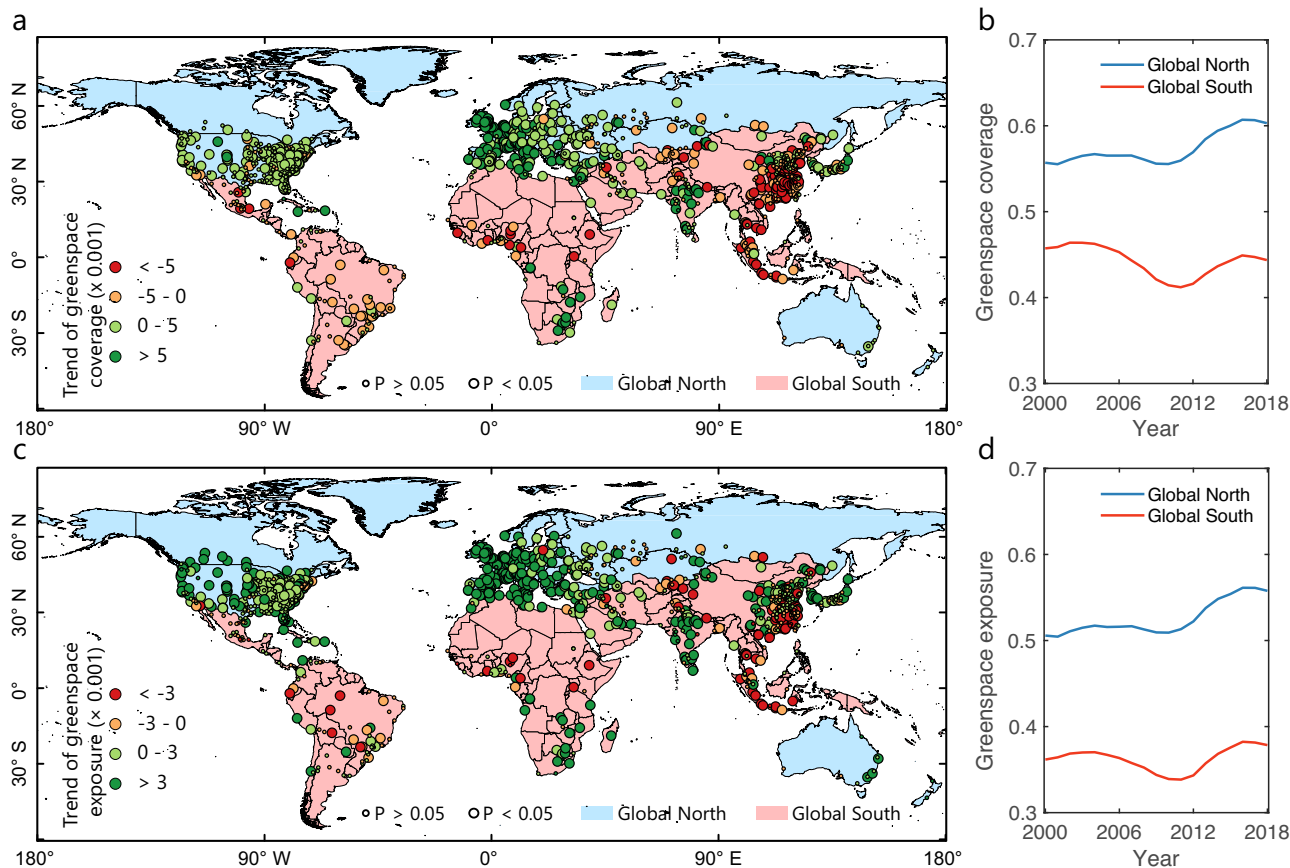 a
180°
90° W
0°
90° E
180°
60° N
30° N
0°
30° S
Trend of greenspace
coverage (× 0.001)
< -5
-5 - 0
0 - 5
> 5
P > 0.05
P < 0.05
Global North
Global South
b
0.7
0.6
0.5
0.4
0.3
Greenspace coverage
Global North
Global South
2000
2006
2012
2018
Year
c
60° N
30° N
0°
30° S
Trend of greenspace
exposure (× 0.001)
< -3
-3 - 0
0 - 3
> 3
P > 0.05
P < 0.05
Global North
Global South
180°
90° W
0°
90° E
180°
d
0.7
0.6
0.5
0.4
0.3
Greenspace exposure
Global North
Global South
2000
2006
2012
2018
Year